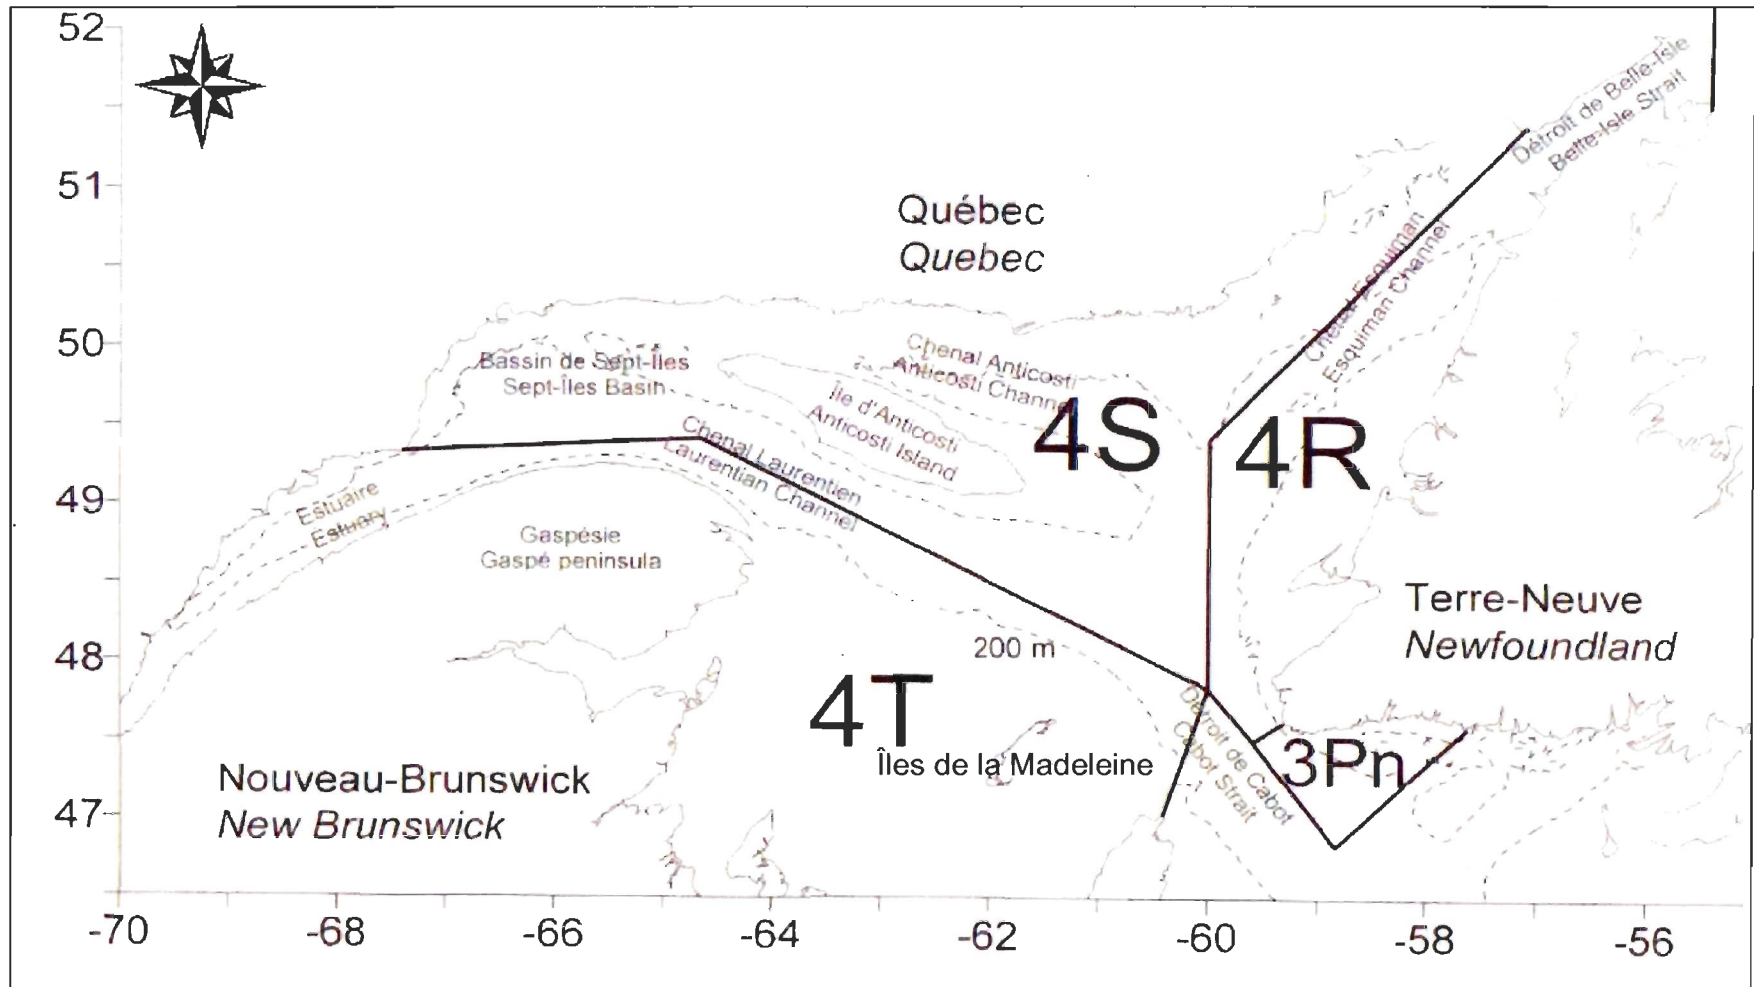 52
51
50
49
48
47
Détroit de Belle-Isle
Belle-Isle Strait
Québec
Quebec
Chenal Esquiman
Esquiman Channel
Bassin de Sept-Îles
Sept-Îles Basin
Chenal Anticosti
Anticosti Channel
Île d'Anticosti
Anticosti Island
4S
4R
Chenal Laurentien
Laurentian Channel
Estuaire
Estuary
Gaspésie
Gaspé peninsula
Terre-Neuve
Newfoundland
200 m
4T
Îles de la Madeleine
Détroit de Cabot
Cabot Strait
3Pn
Nouveau-Brunswick
New Brunswick
-70 -68 -66 -64 -62 -60 -58 -56